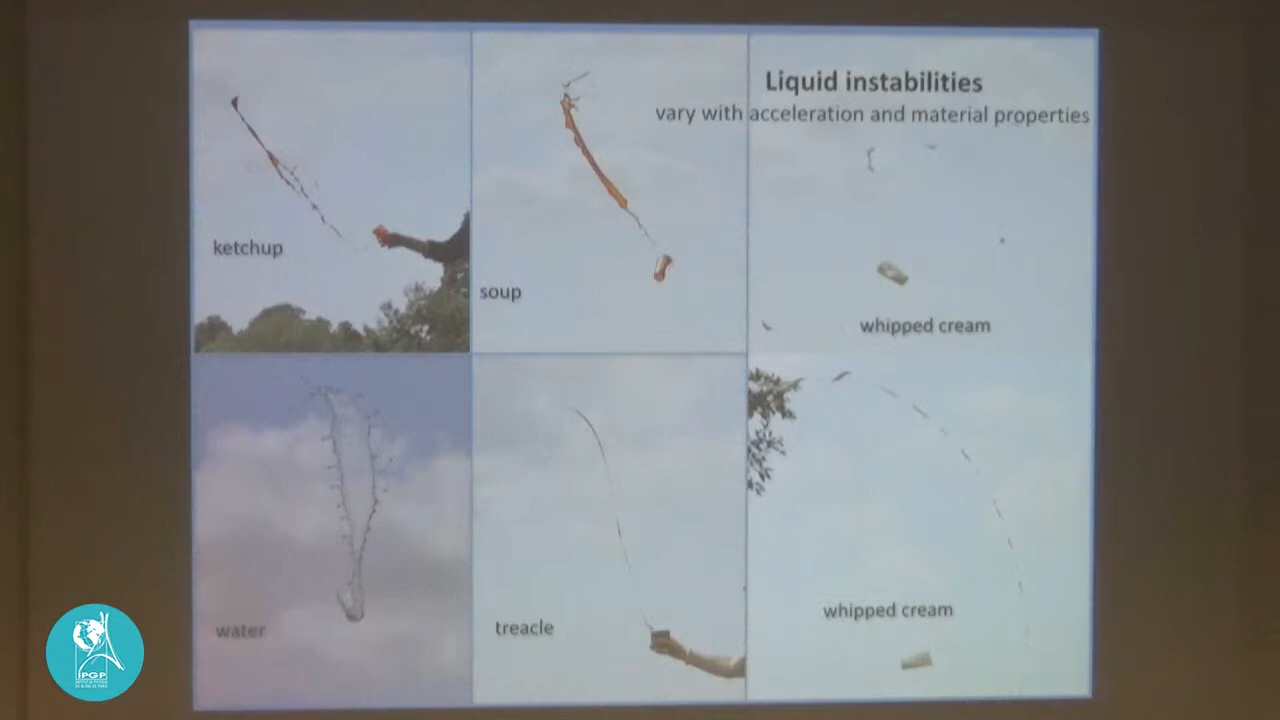 Liquid instabilities
vary with acceleration and material properties
ketchup
soup
whipped cream
water
treacle
whipped cream
IPGP